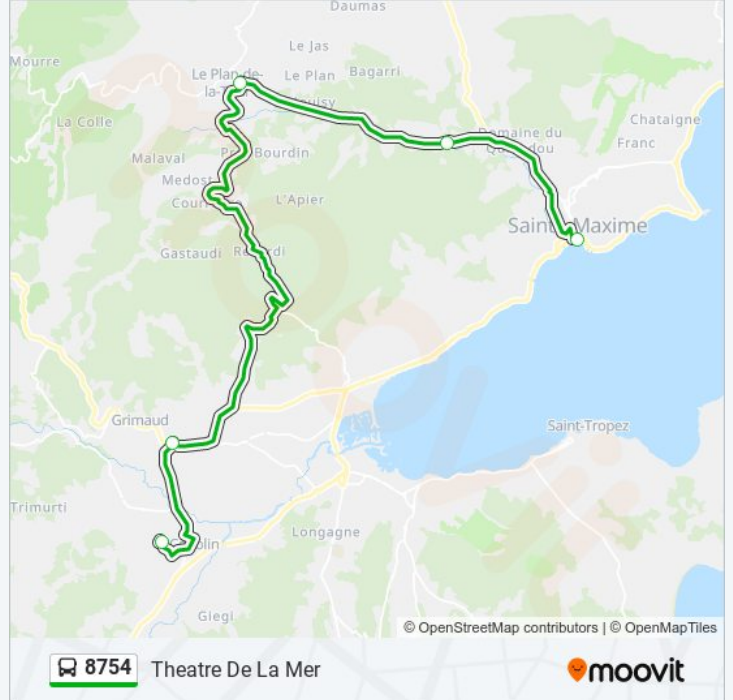 Daumas
Le Jas
Mourre
Le Plan-de-
Le Plan
Bagarri
la-T
La Colle
Chataigne
Domaine du
Franc
Malaval
Bourdin
Medost
L'Apier
Saint
Maxime
Gastaudi
Grimaud
Saint-Tropez
Trimurti
Longagne
olin
Glegi
© OpenStreetMap contributors | © OpenMapTiles
8754
Theatre De La Mer
moovit